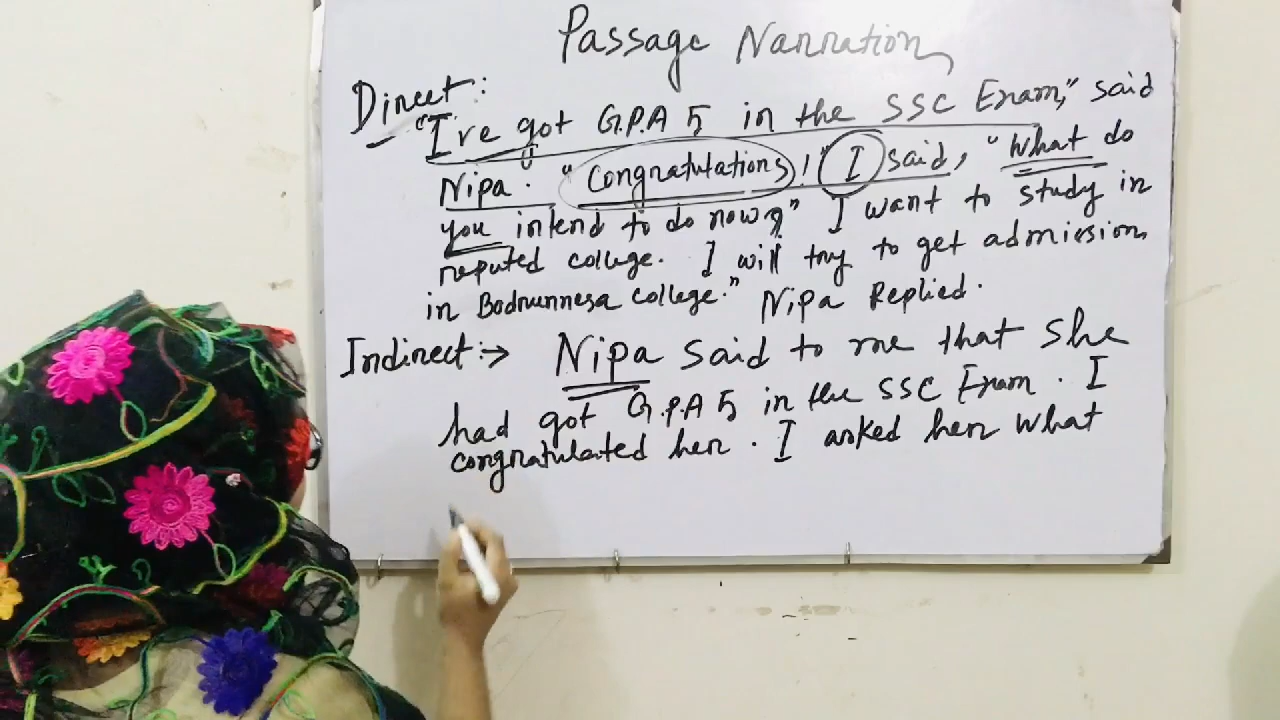 Passage Narration
Direct:
"I've got G.P.A 5 in the SSC Exam," said
Nipa. "Congratulations!" I said, "What do
you intend to do now?" I want to study in
reputed college. I will try to get admission
in Badrunnesa college." Nipa Replied.
Indirect:→ Nipa said to me that She
had got G.P.A 5 in the SSC Exam. I
congratulated her. I asked her what